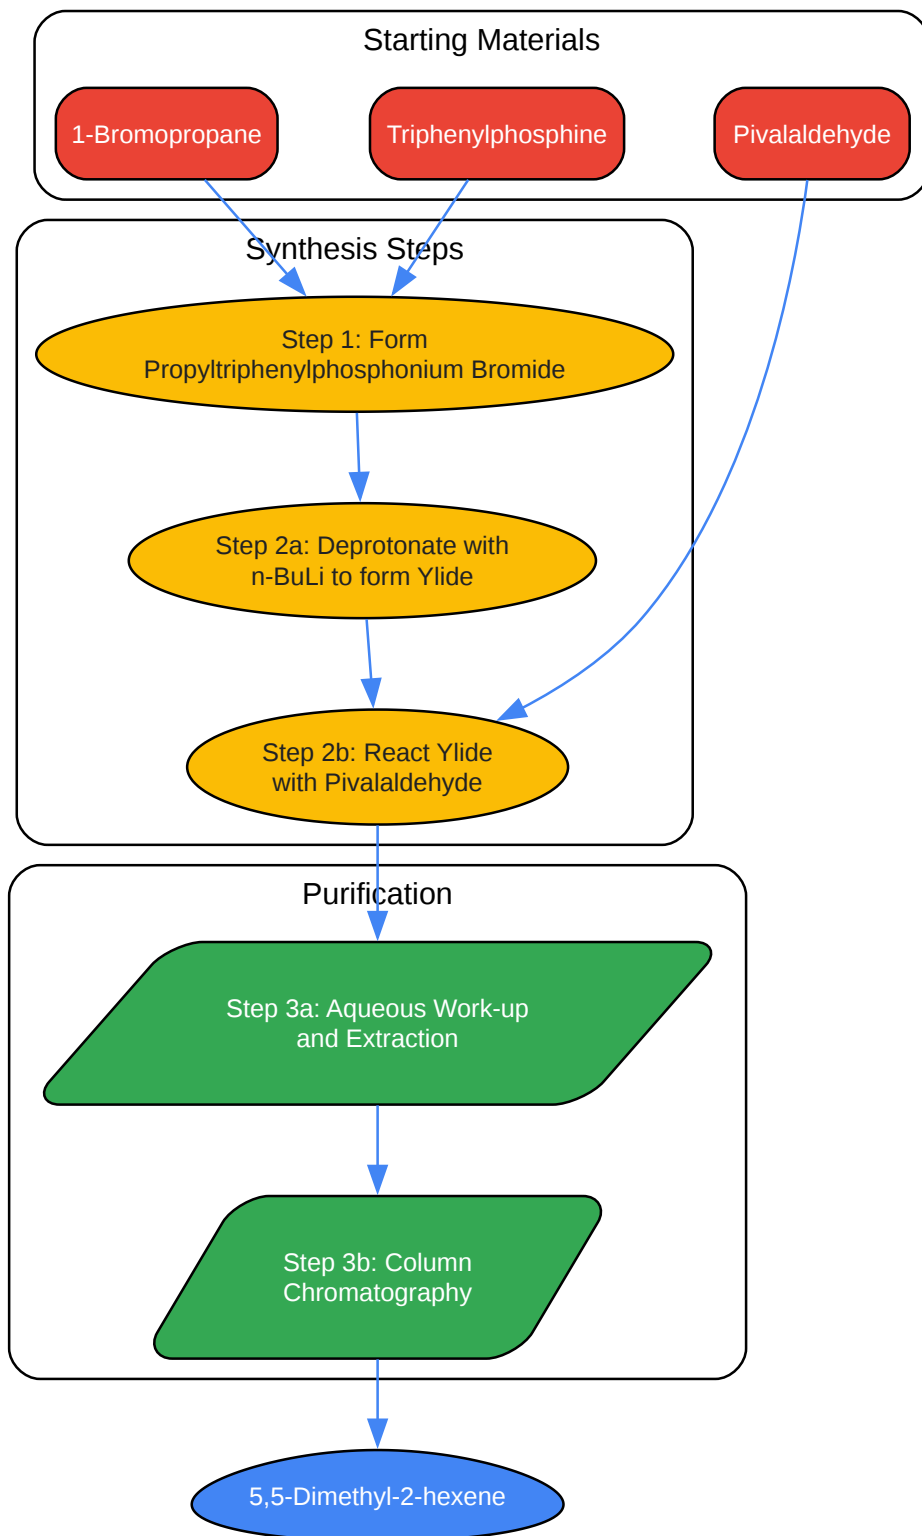 Starting Materials
1-Bromopropane
Triphenylphosphine
Pivalaldehyde
Synthesis Steps
Step 1: Form
Propyltriphenylphosphonium Bromide
Step 2a: Deprotonate with
n-BuLi to form Ylide
Step 2b: React Ylide
with Pivalaldehyde
Purification
Step 3a: Aqueous Work-up
and Extraction
Step 3b: Column
Chromatography
5,5-Dimethyl-2-hexene